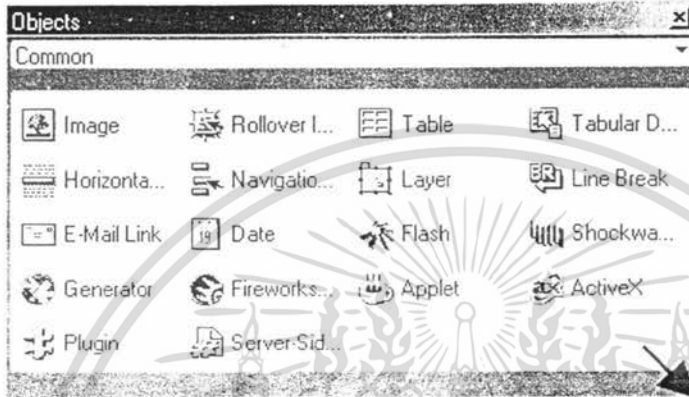 Objects
Common
Image Rollover I... Table Tabular D...
Horizonta... Navigatio... Layer Line Break
E-Mail Link 19 Date Flash Shockwa...
Generator Fireworks... Applet ActiveX
Plugin Server-Sid...